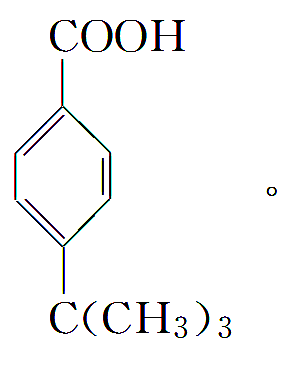 COOH
。
C(CH₃)₃